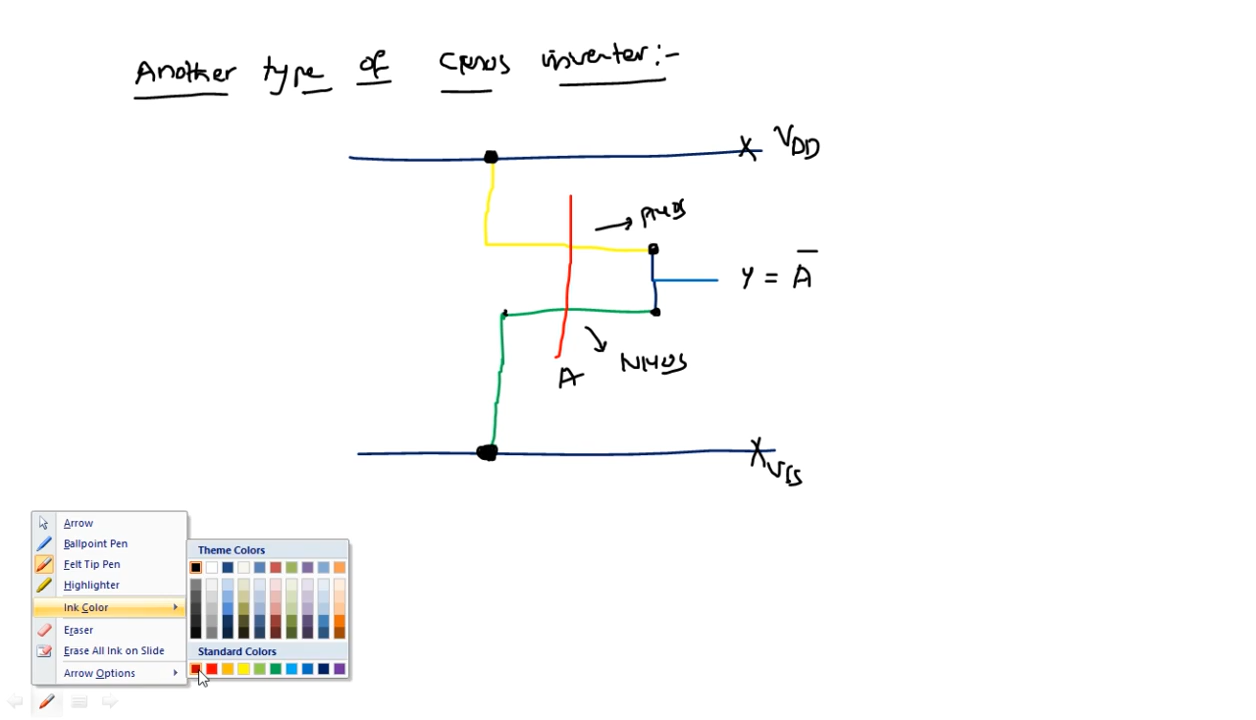 Another type of CMOS inverter:-
VDD
PMOS
Y = A̅
NMOS
A
VSS
Arrow
Ballpoint Pen
Felt Tip Pen
Highlighter
Ink Color
Eraser
Erase All Ink on Slide
Arrow Options
Theme Colors
Standard Colors